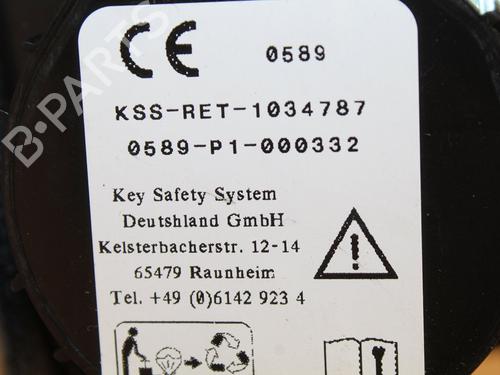 CE 0589
KSS-RET-1034787
0589-P1-000332
Key Safety System
Deutshland GmbH
Kelsterbacherstr. 12-14
65479 Raunheim
Tel. +49 (0)6142 923 4
B-PARTS